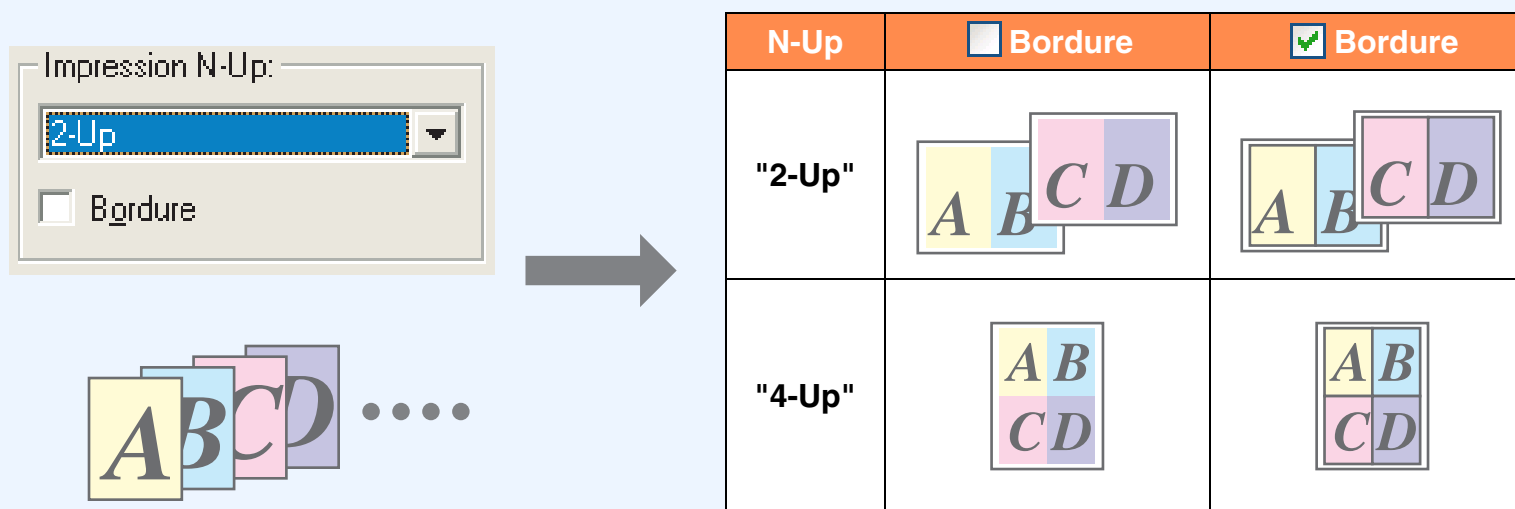 Impression N-Up:
2-Up
Bordure
A B C D
N-Up Bordure Bordure
"2-Up" A B C D A B C D
"4-Up" A B A B
C D C D